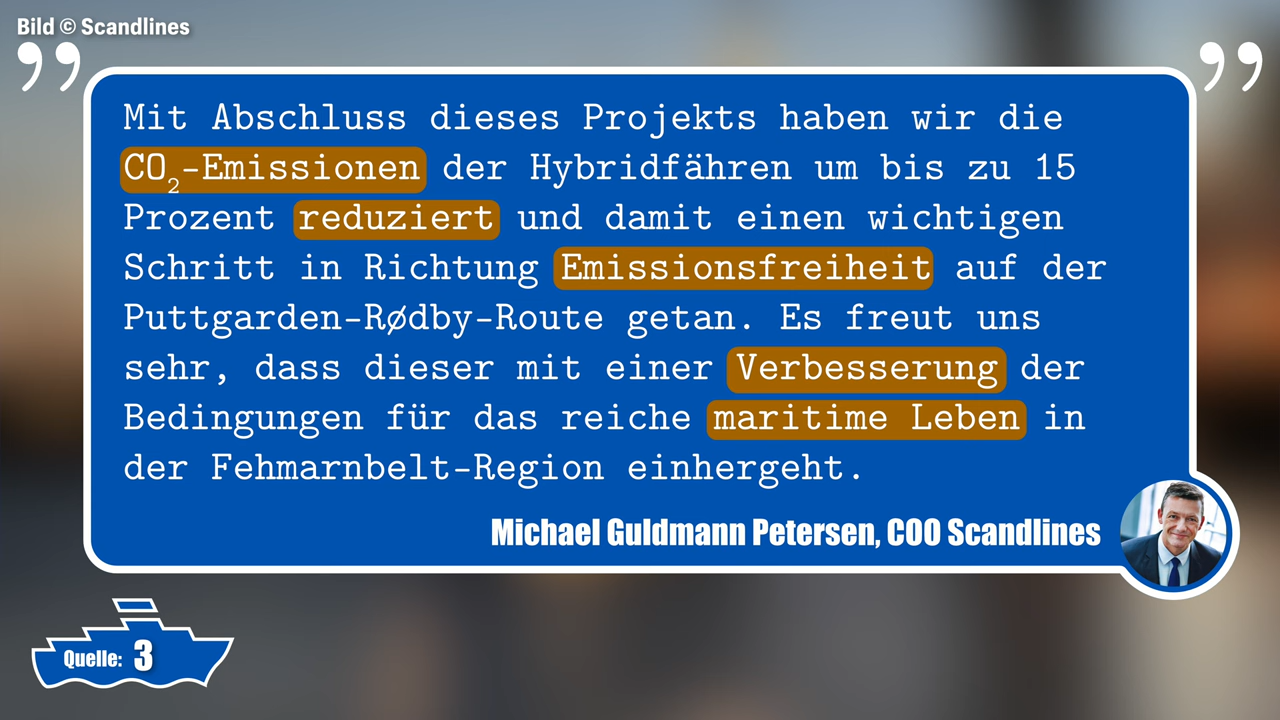 Bild © Scandlines
Mit Abschluss dieses Projekts haben wir die
CO₂-Emissionen der Hybridfähren um bis zu 15
Prozent reduziert und damit einen wichtigen
Schritt in Richtung Emissionsfreiheit auf der
Puttgarden-Rødby-Route getan. Es freut uns
sehr, dass dieser mit einer Verbesserung der
Bedingungen für das reiche maritime Leben in
der Fehmarnbelt-Region einhergeht.
Michael Guldmann Petersen, COO Scandlines
Quelle: 3